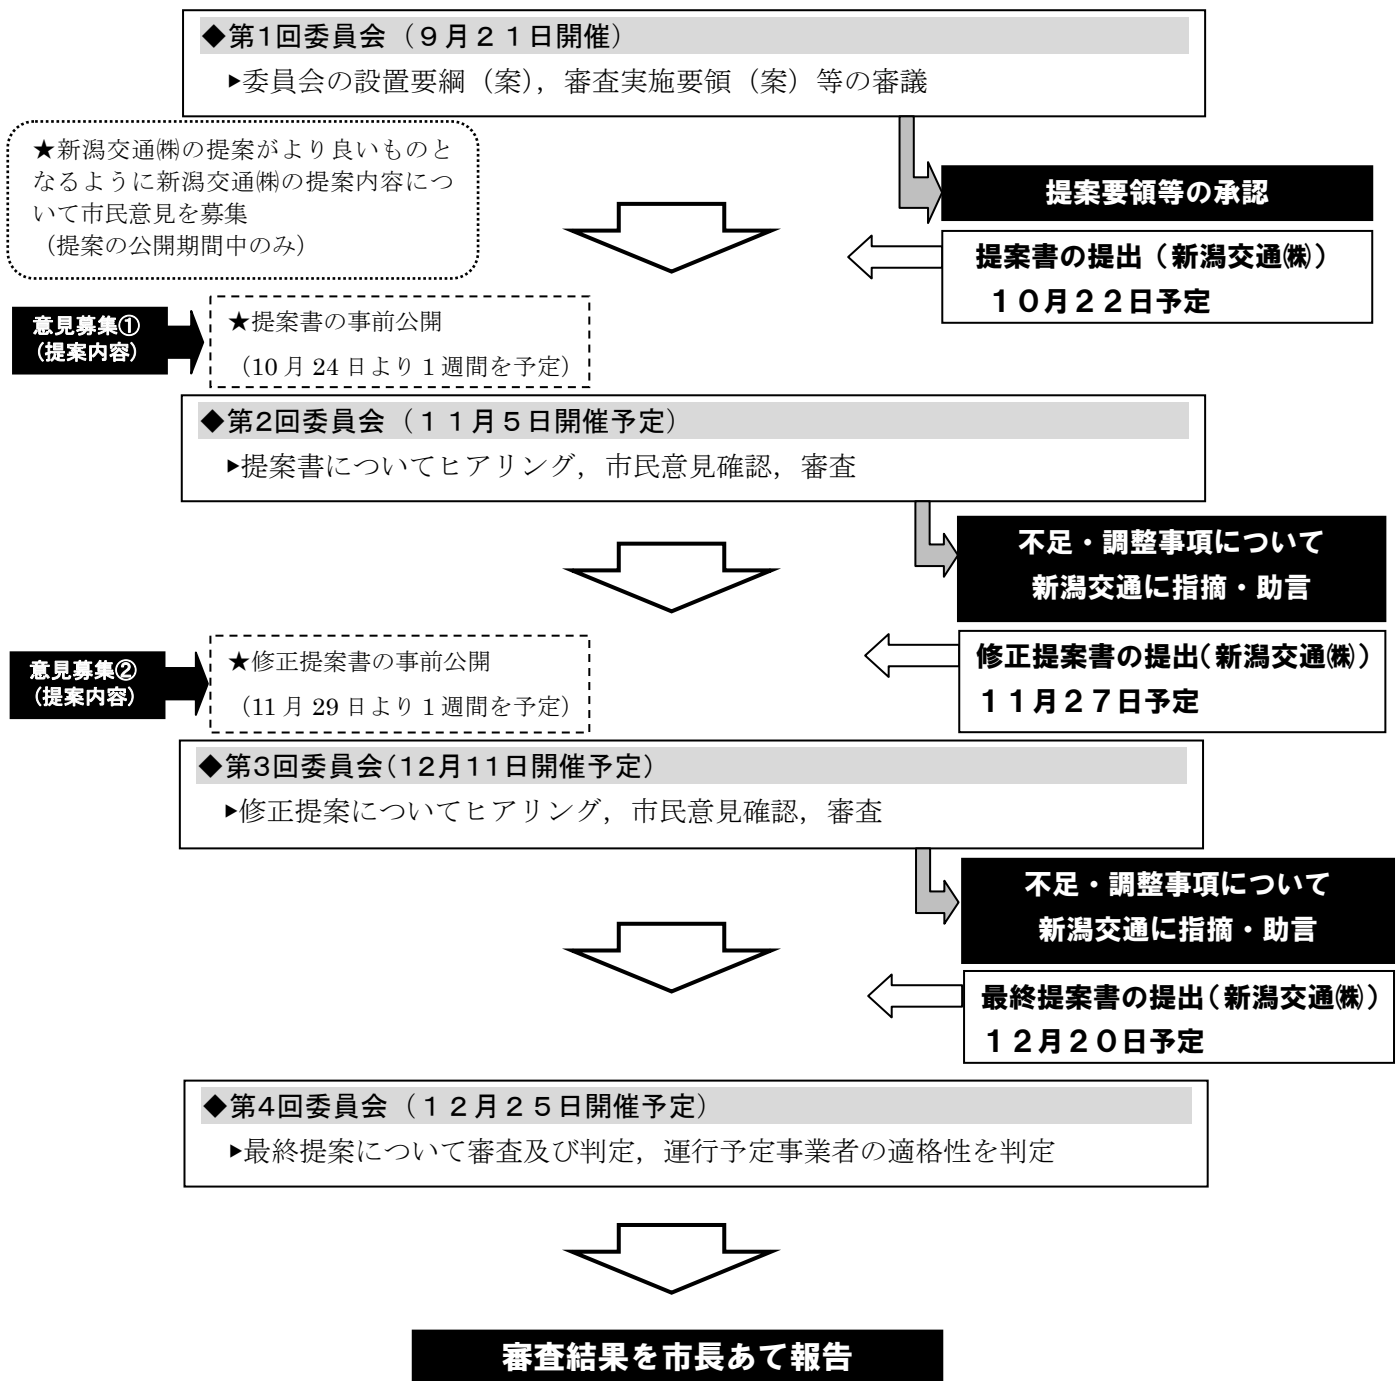 ◆第1回委員会（９月２１日開催）
▶委員会の設置要綱（案），審査実施要領（案）等の審議
★新潟交通㈱の提案がより良いものと
なるように新潟交通㈱の提案内容につ
いて市民意見を募集
（提案の公開期間中のみ）
提案要領等の承認
提案書の提出（新潟交通㈱）
１０月２２日予定
意見募集①
（提案内容）
★提案書の事前公開
（10 月 24 日より 1 週間を予定）
◆第2回委員会（１１月５日開催予定）
▶提案書についてヒアリング，市民意見確認，審査
不足・調整事項について
新潟交通に指摘・助言
修正提案書の提出（新潟交通㈱）
１１月２７日予定
意見募集②
（提案内容）
★修正提案書の事前公開
（11 月 29 日より 1 週間を予定）
◆第3回委員会（12月11日開催予定）
▶修正提案についてヒアリング，市民意見確認，審査
不足・調整事項について
新潟交通に指摘・助言
最終提案書の提出（新潟交通㈱）
１２月２０日予定
◆第4回委員会（１２月２５日開催予定）
▶最終提案について審査及び判定，運行予定事業者の適格性を判定
審査結果を市長あて報告